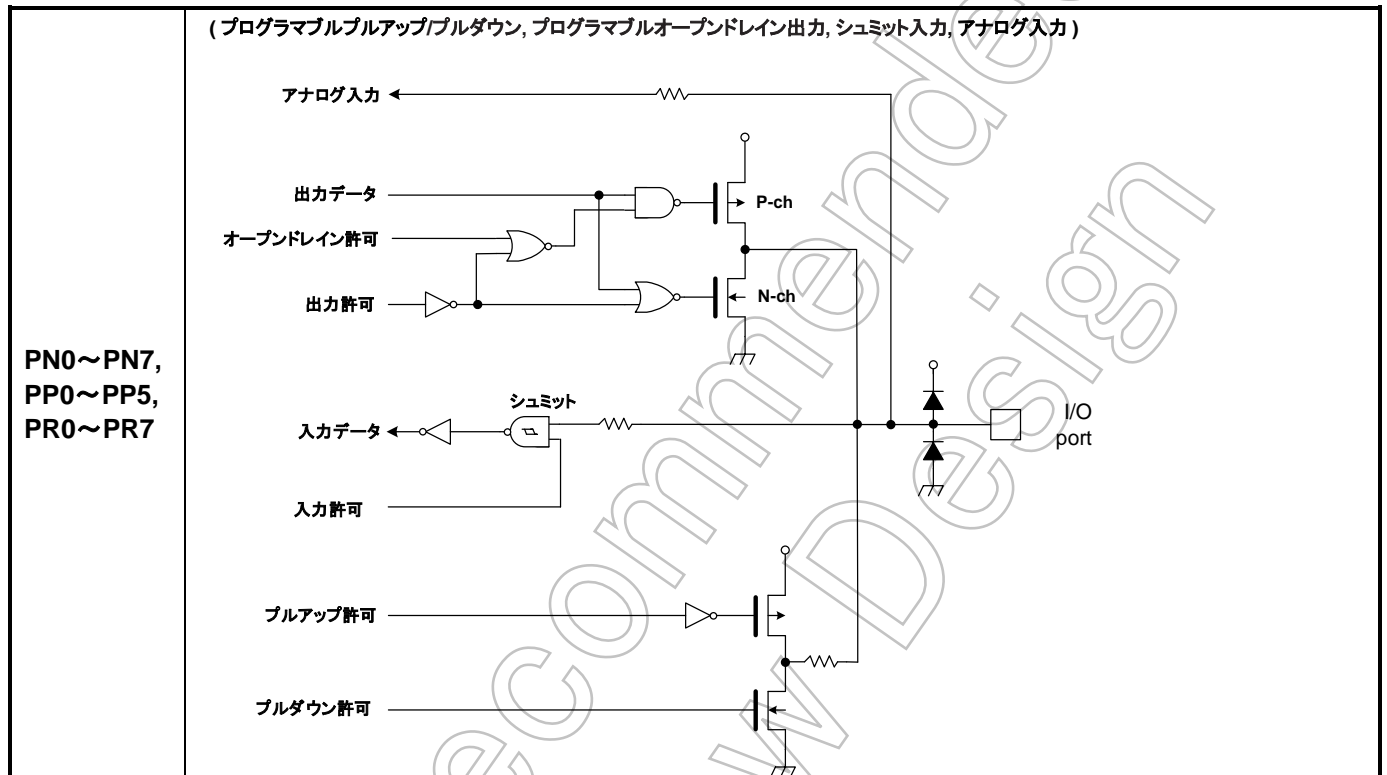 ( プログラマブルプルアップ/プルダウン, プログラマブルオープンドレイン出力, シュミット入力, アナログ入力 )
アナログ入力
出力データ
P-ch
オープンドレイン許可
出力許可
N-ch
PN0～PN7,
PP0～PP5,
PR0～PR7
シュミット
入力データ
I/O
port
入力許可
プルアップ許可
プルダウン許可
ecommende
w Design